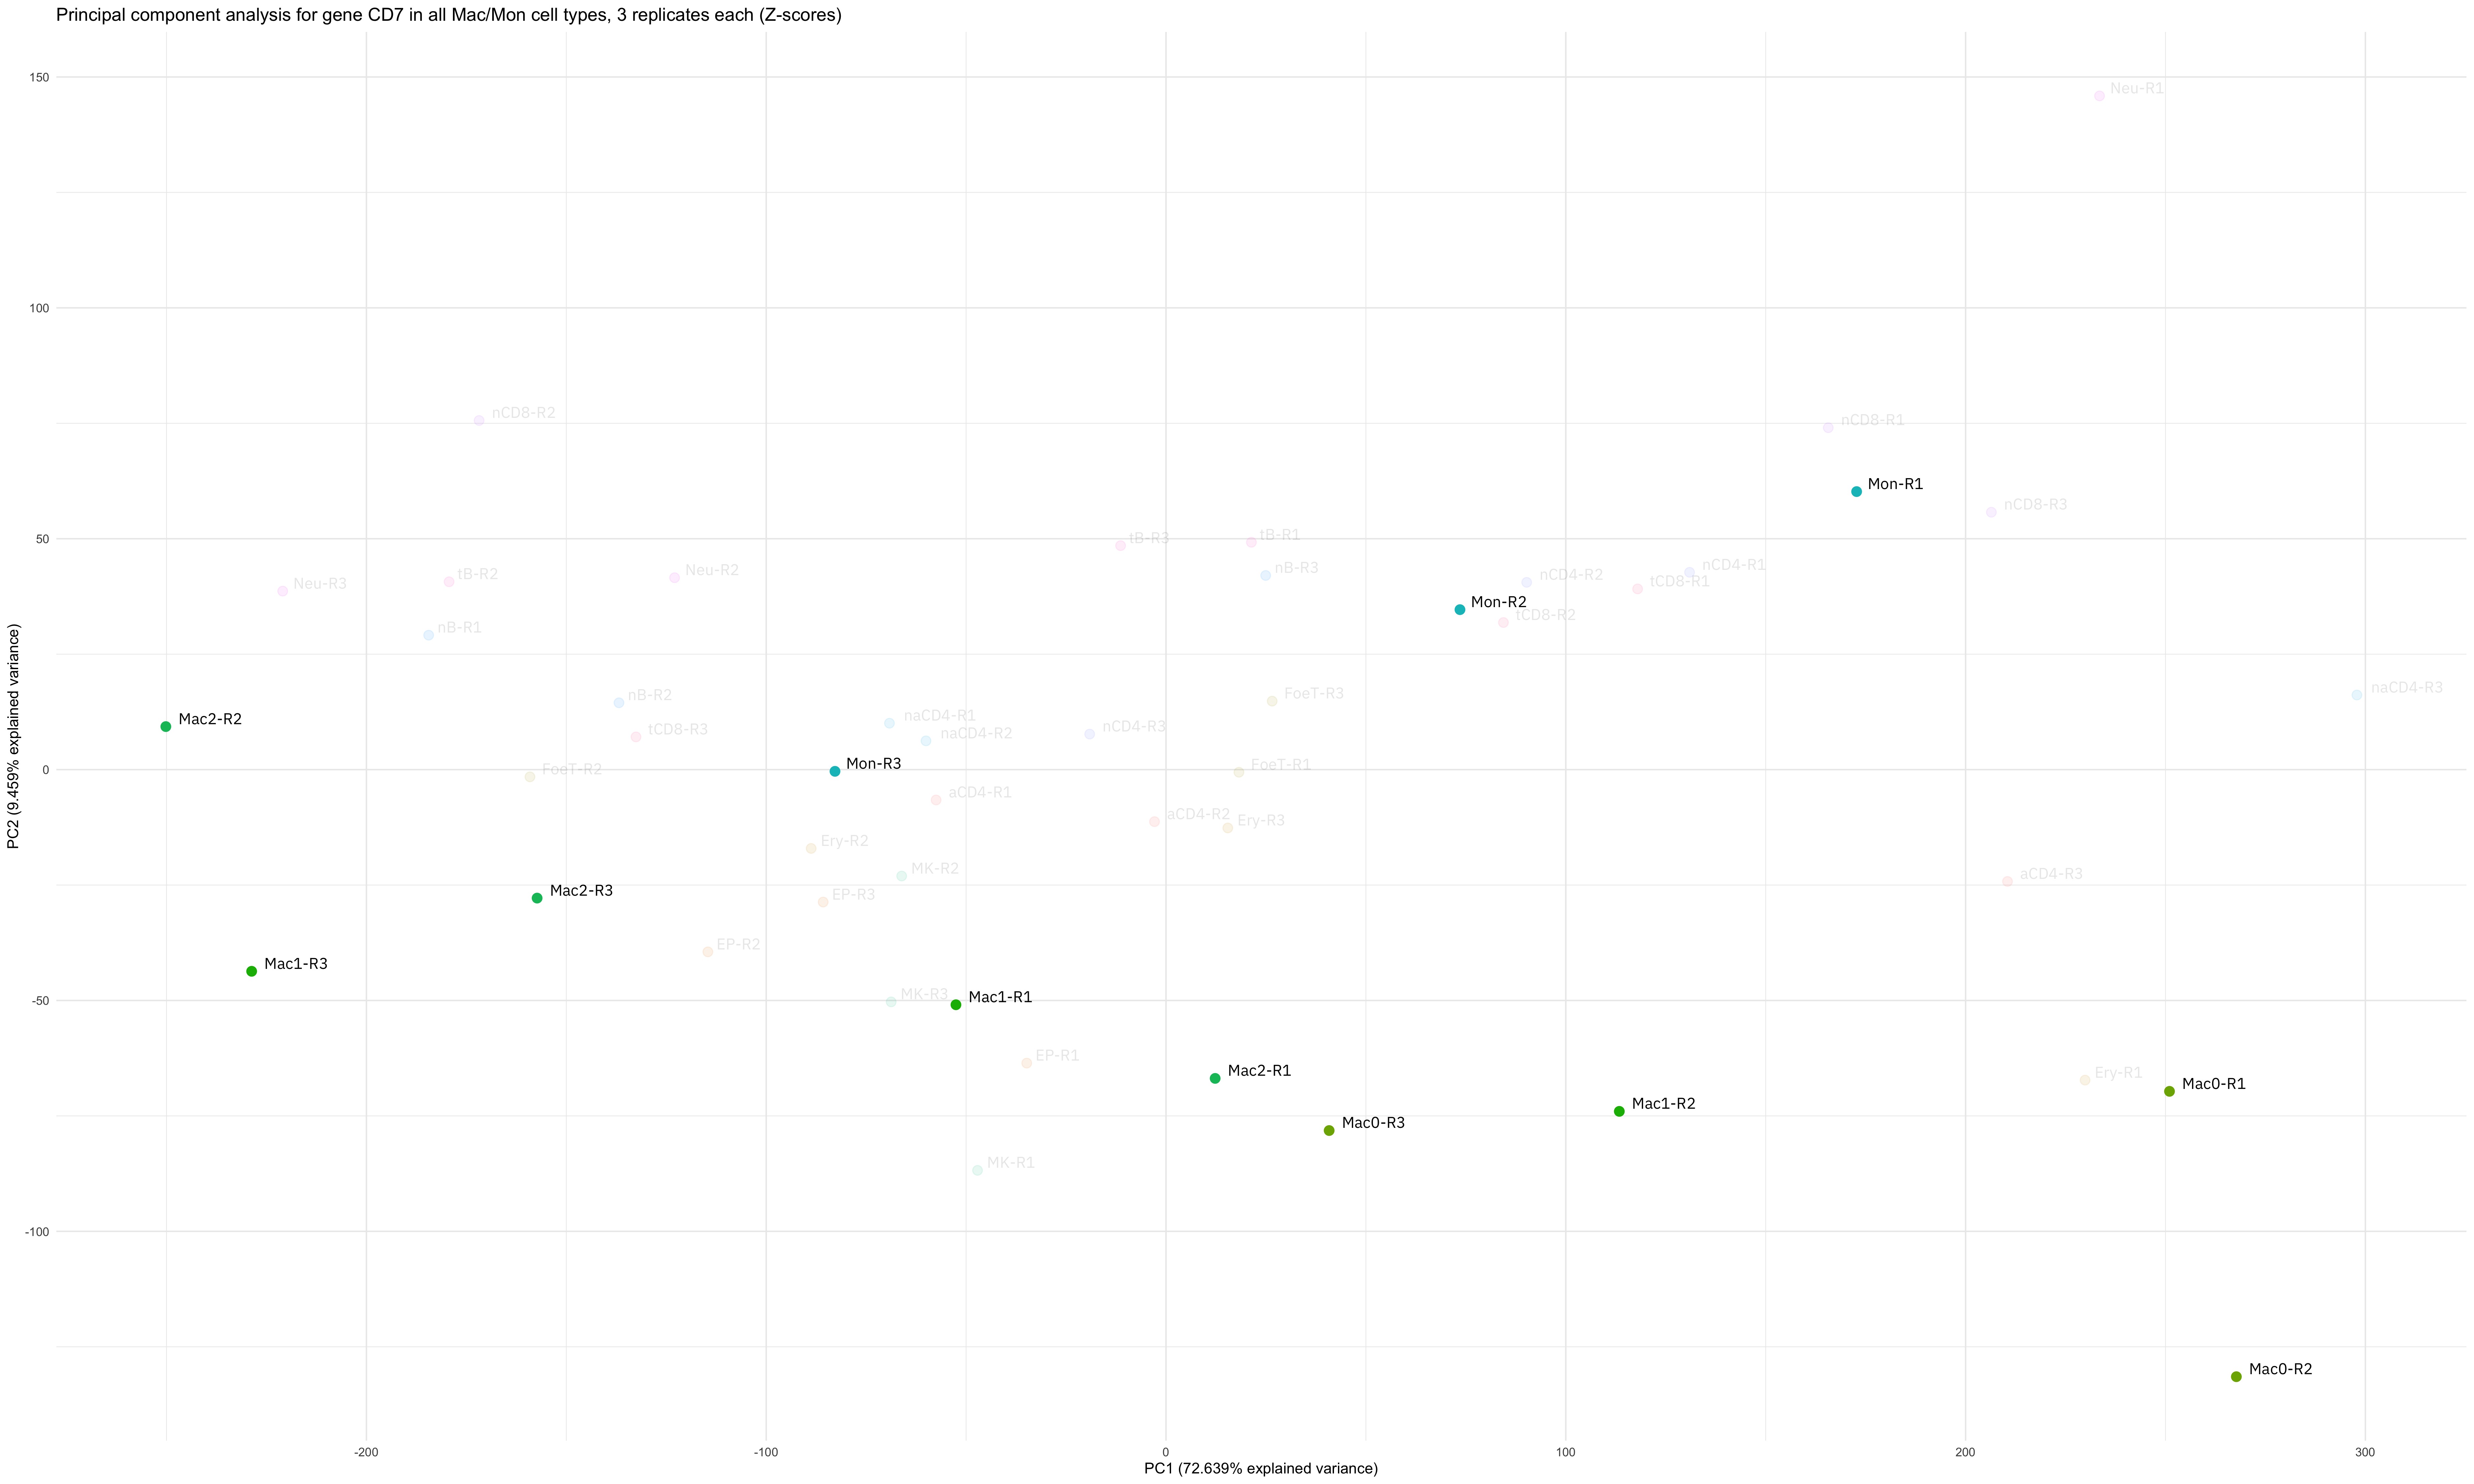 Principal component analysis for gene CD7 in all Mac/Mon cell types, 3 replicates each (Z-scores)
150
Neu-R1
100
nCD8-R2
nCD8-R1
Mon-R1
nCD8-R3
50
tB-R3
tB-R1
nB-R3
nCD4-R1
Neu-R2
tB-R2
nCD4-R2
tCD8-R1
Neu-R3
Mon-R2
tCD8-R2
nB-R1
naCD4-R3
nB-R2
FoeT-R3
Mac2-R2
naCD4-R1
tCD8-R3
naCD4-R2
nCD4-R3
0
FoeT-R2
Mon-R3
FoeT-R1
aCD4-R1
aCD4-R2
Ery-R3
Ery-R2
MK-R2
aCD4-R3
Mac2-R3
EP-R3
EP-R2
Mac1-R3
-50
MK-R3
Mac1-R1
EP-R1
Mac2-R1
Ery-R1
Mac0-R1
Mac1-R2
Mac0-R3
MK-R1
-100
Mac0-R2
PC2 (9.459% explained variance)
-200
-100
0
100
200
300
PC1 (72.639% explained variance)